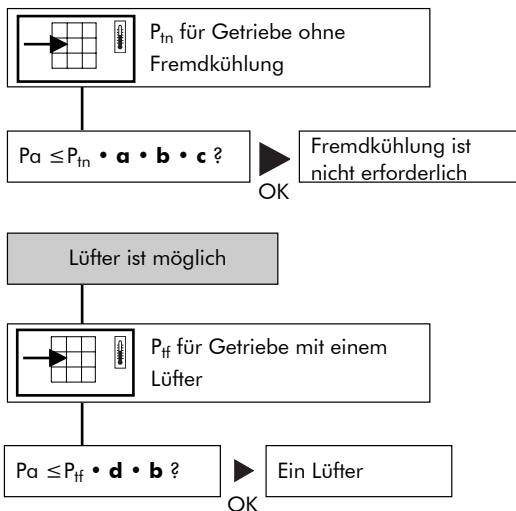 Ptn für Getriebe ohne
Fremdkühlung
Pa ≤Ptn • a • b • c ?
OK
Fremdkühlung ist
nicht erforderlich
Lüfter ist möglich
Ptf für Getriebe mit einem
Lüfter
Pa ≤Ptf • d • b ?
OK
Ein Lüfter